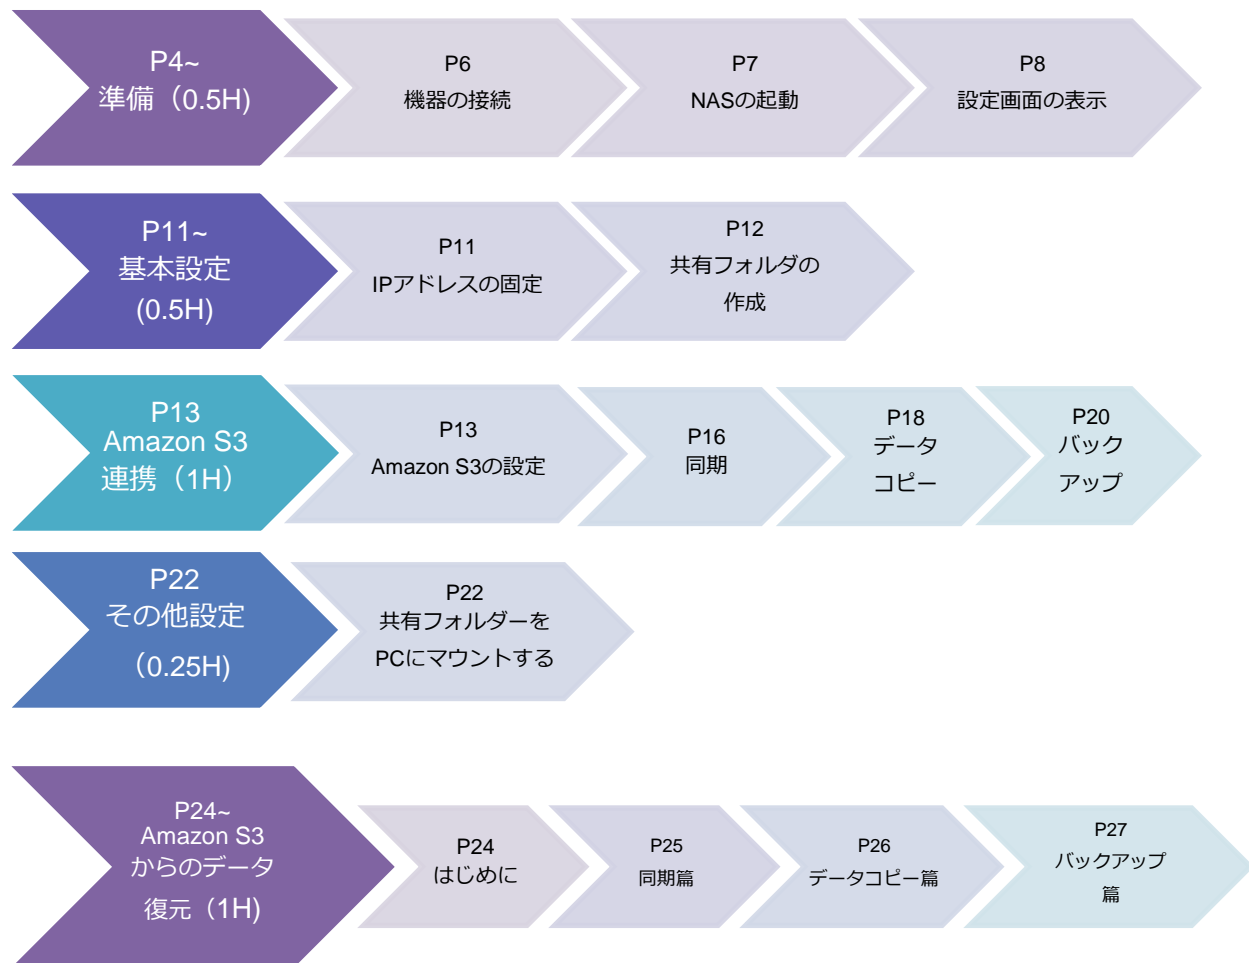 P4~
準備（0.5H)
P6
機器の接続
P7
NASの起動
P8
設定画面の表示
P11~
基本設定
(0.5H)
P11
IPアドレスの固定
P12
共有フォルダの
作成
P13
Amazon S3
連携（1H）
P13
Amazon S3の設定
P16
同期
P18
データ
コピー
P20
バック
アップ
P22
その他設定
（0.25H)
P22
共有フォルダーを
PCにマウントする
P24~
Amazon S3
からのデータ
復元（1H)
P24
はじめに
P25
同期篇
P26
データコピー篇
P27
バックアップ
篇